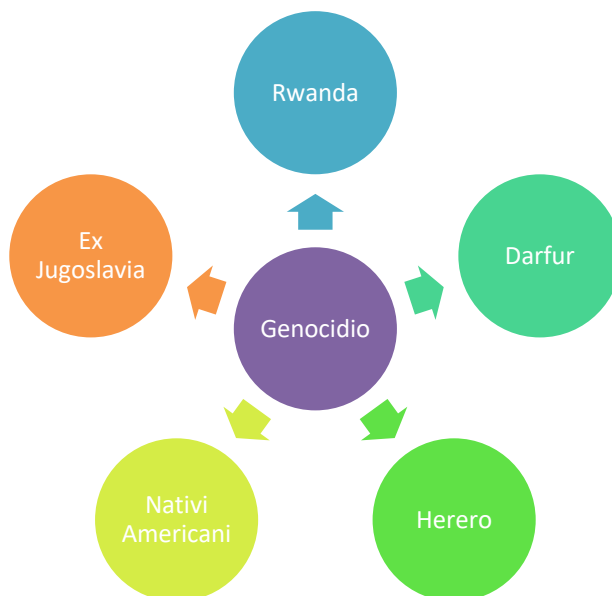 Rwanda
Ex
Jugoslavia
Darfur
Genocidio
Nativi
Americani
Herero